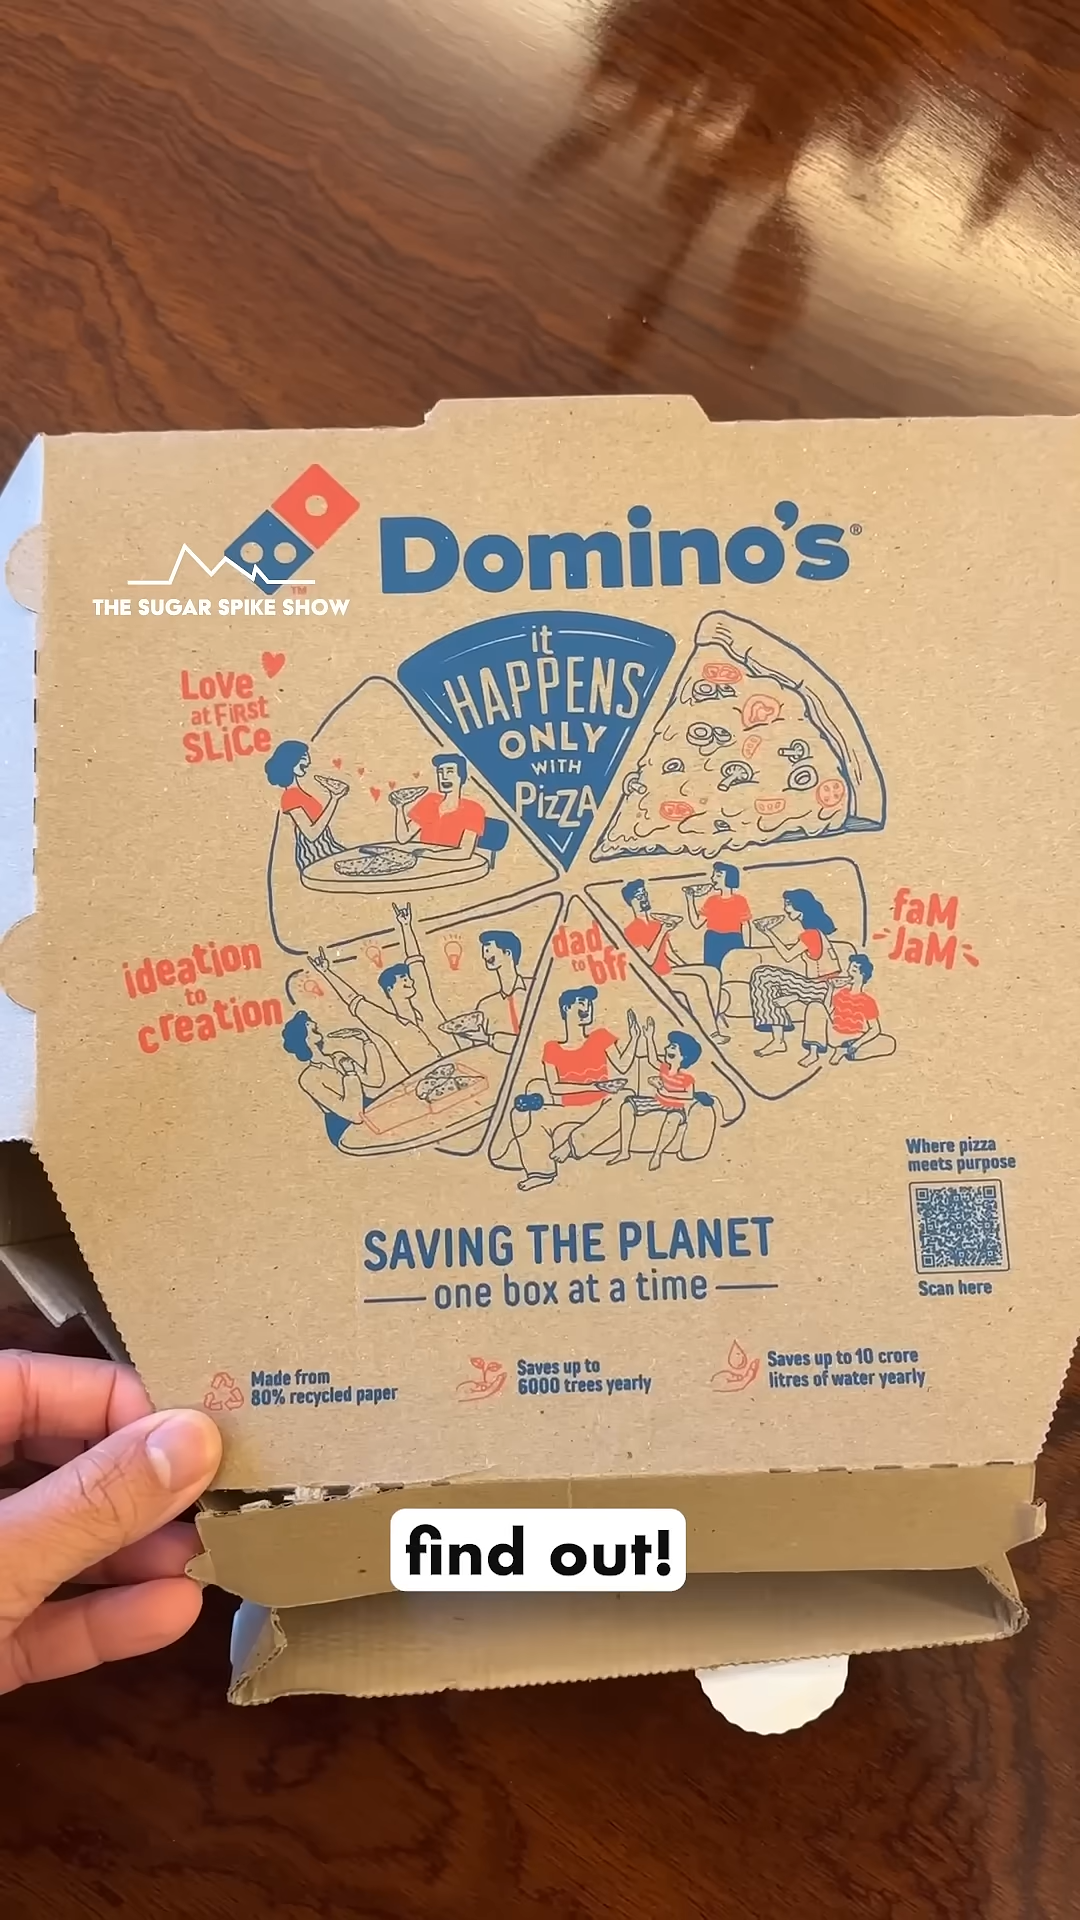 Domino's®
TM
THE SUGAR SPIKE SHOW
it
HAPPENS
ONLY
WITH
PizzA
LoVe
at FiRst
SLiCe
faM
JaM
ideation
to
creation
dad
to bff
Where pizza
meets purpose
Scan here
SAVING THE PLANET
one box at a time
Made from
80% recycled paper
Saves up to
6000 trees yearly
Saves up to 10 crore
litres of water yearly
find out!